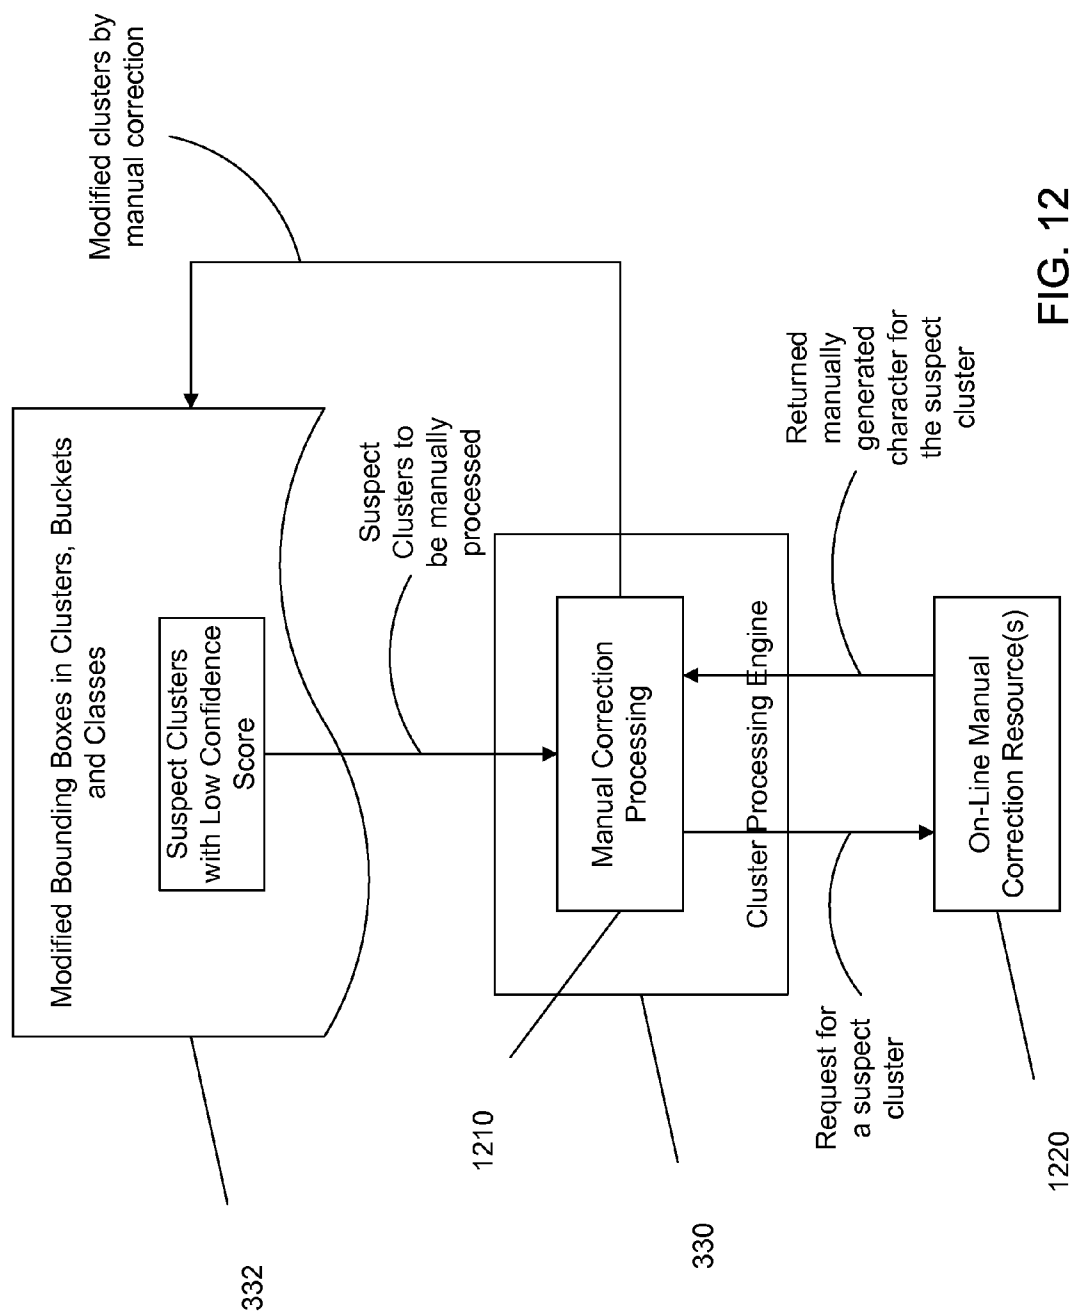 332
Modified Bounding Boxes in Clusters, Buckets
and Classes
Suspect Clusters
with Low Confidence
Score
Modified clusters by
manual correction
Suspect
Clusters to
be manually
processed
1210
330
Manual Correction
Processing
Cluster Processing Engine
Request for
a suspect
cluster
Returned
manually
generated
character for
the suspect
cluster
1220
On-Line Manual
Correction Resource(s)
FIG. 12